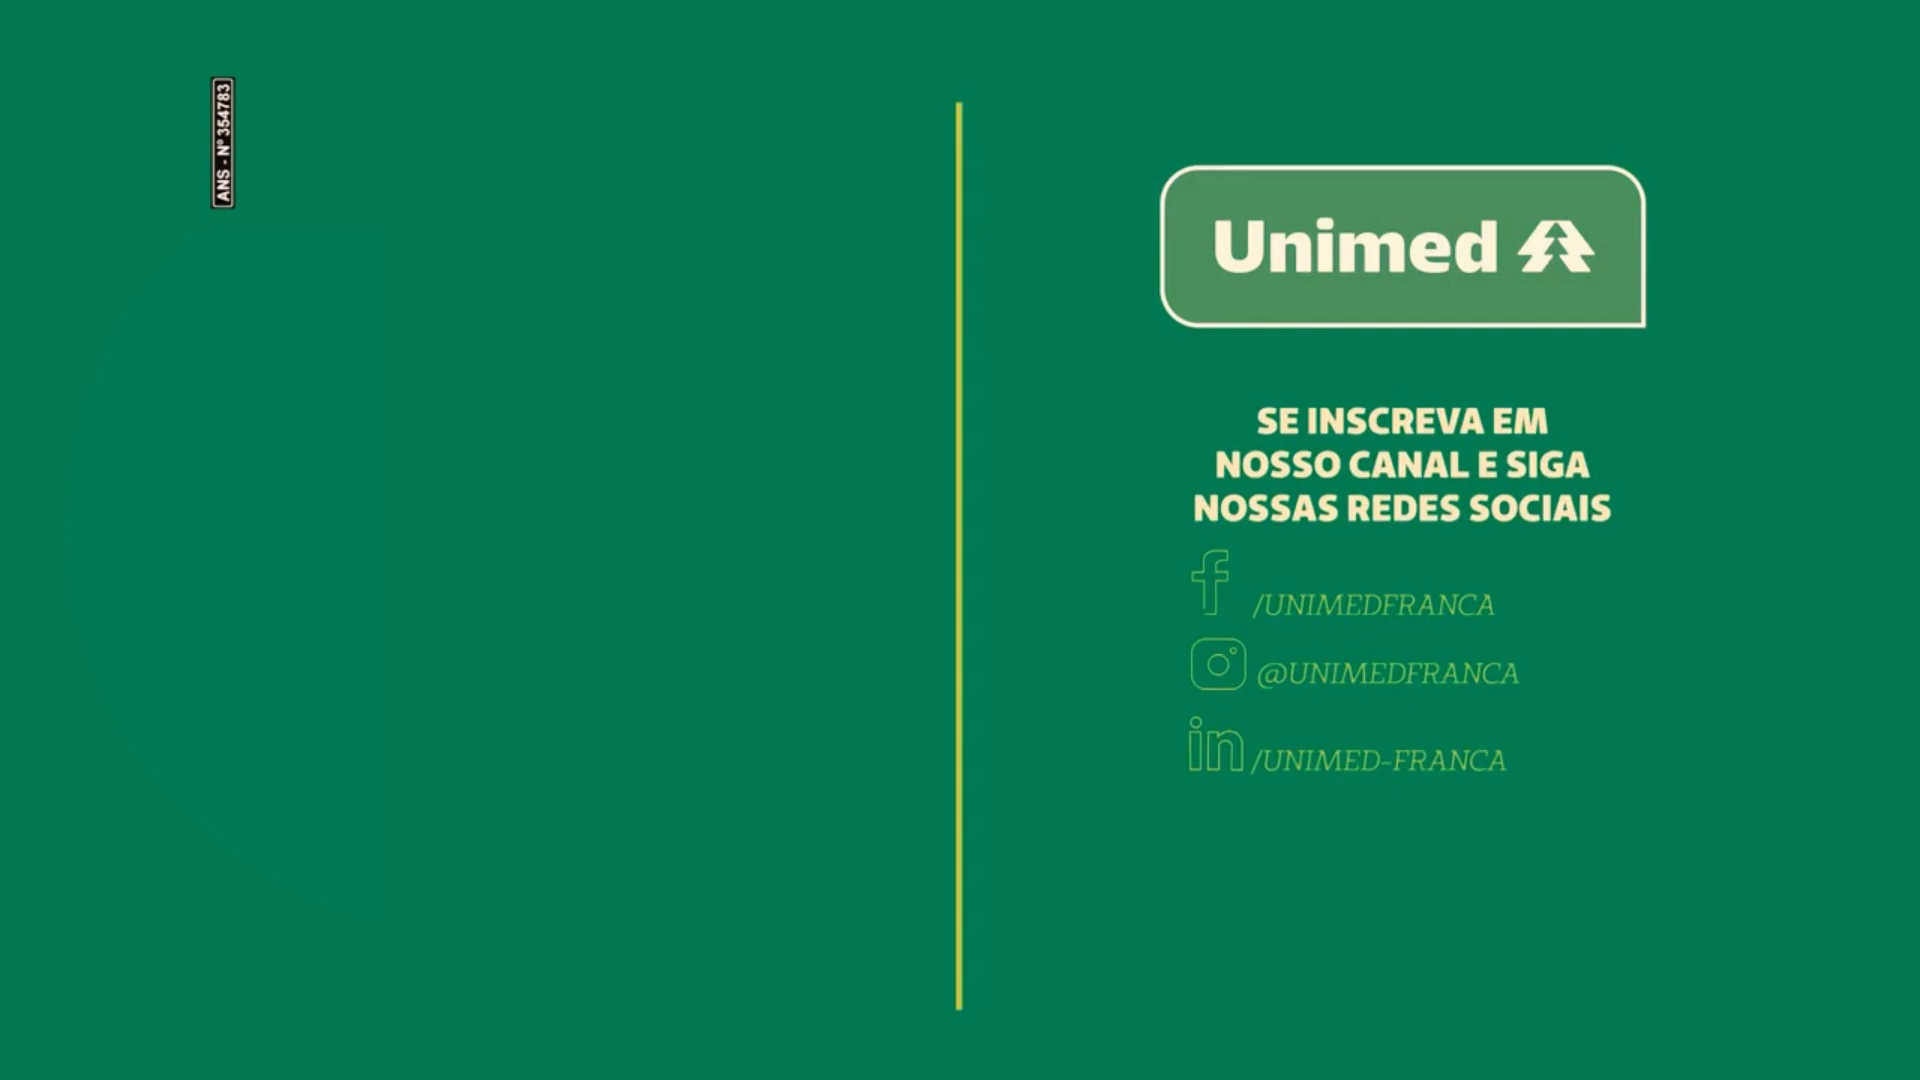 ANS - Nº 354783
Unimed
SE INSCREVA EM
NOSSO CANAL E SIGA
NOSSAS REDES SOCIAIS
/UNIMEDFRANCA
@UNIMEDFRANCA
/UNIMED-FRANCA